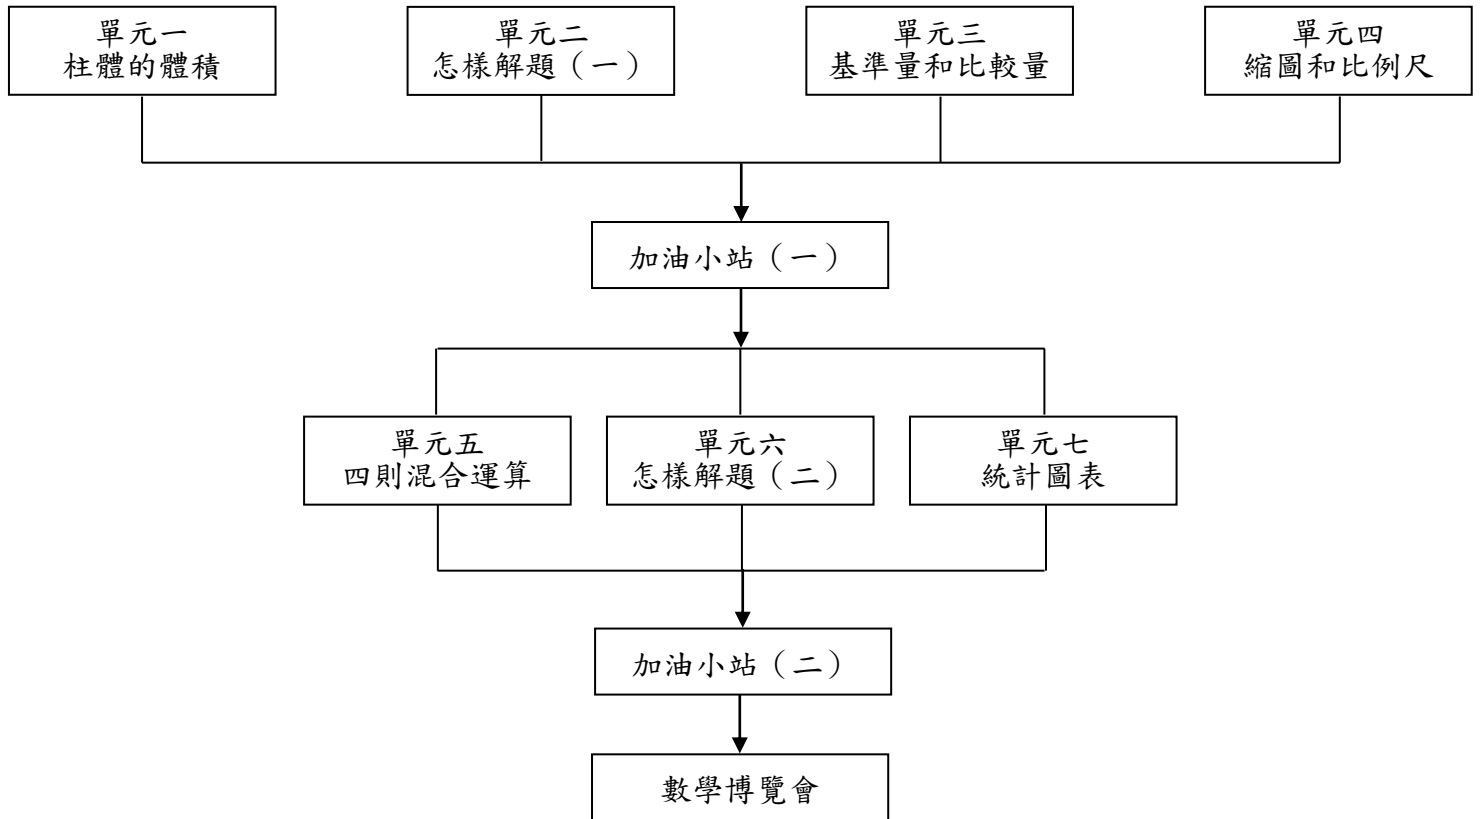 單元一
柱體的體積
單元二
怎樣解題（一）
單元三
基準量和比較量
單元四
縮圖和比例尺
加油小站（一）
單元五
四則混合運算
單元六
怎樣解題（二）
單元七
統計圖表
加油小站（二）
數學博覽會